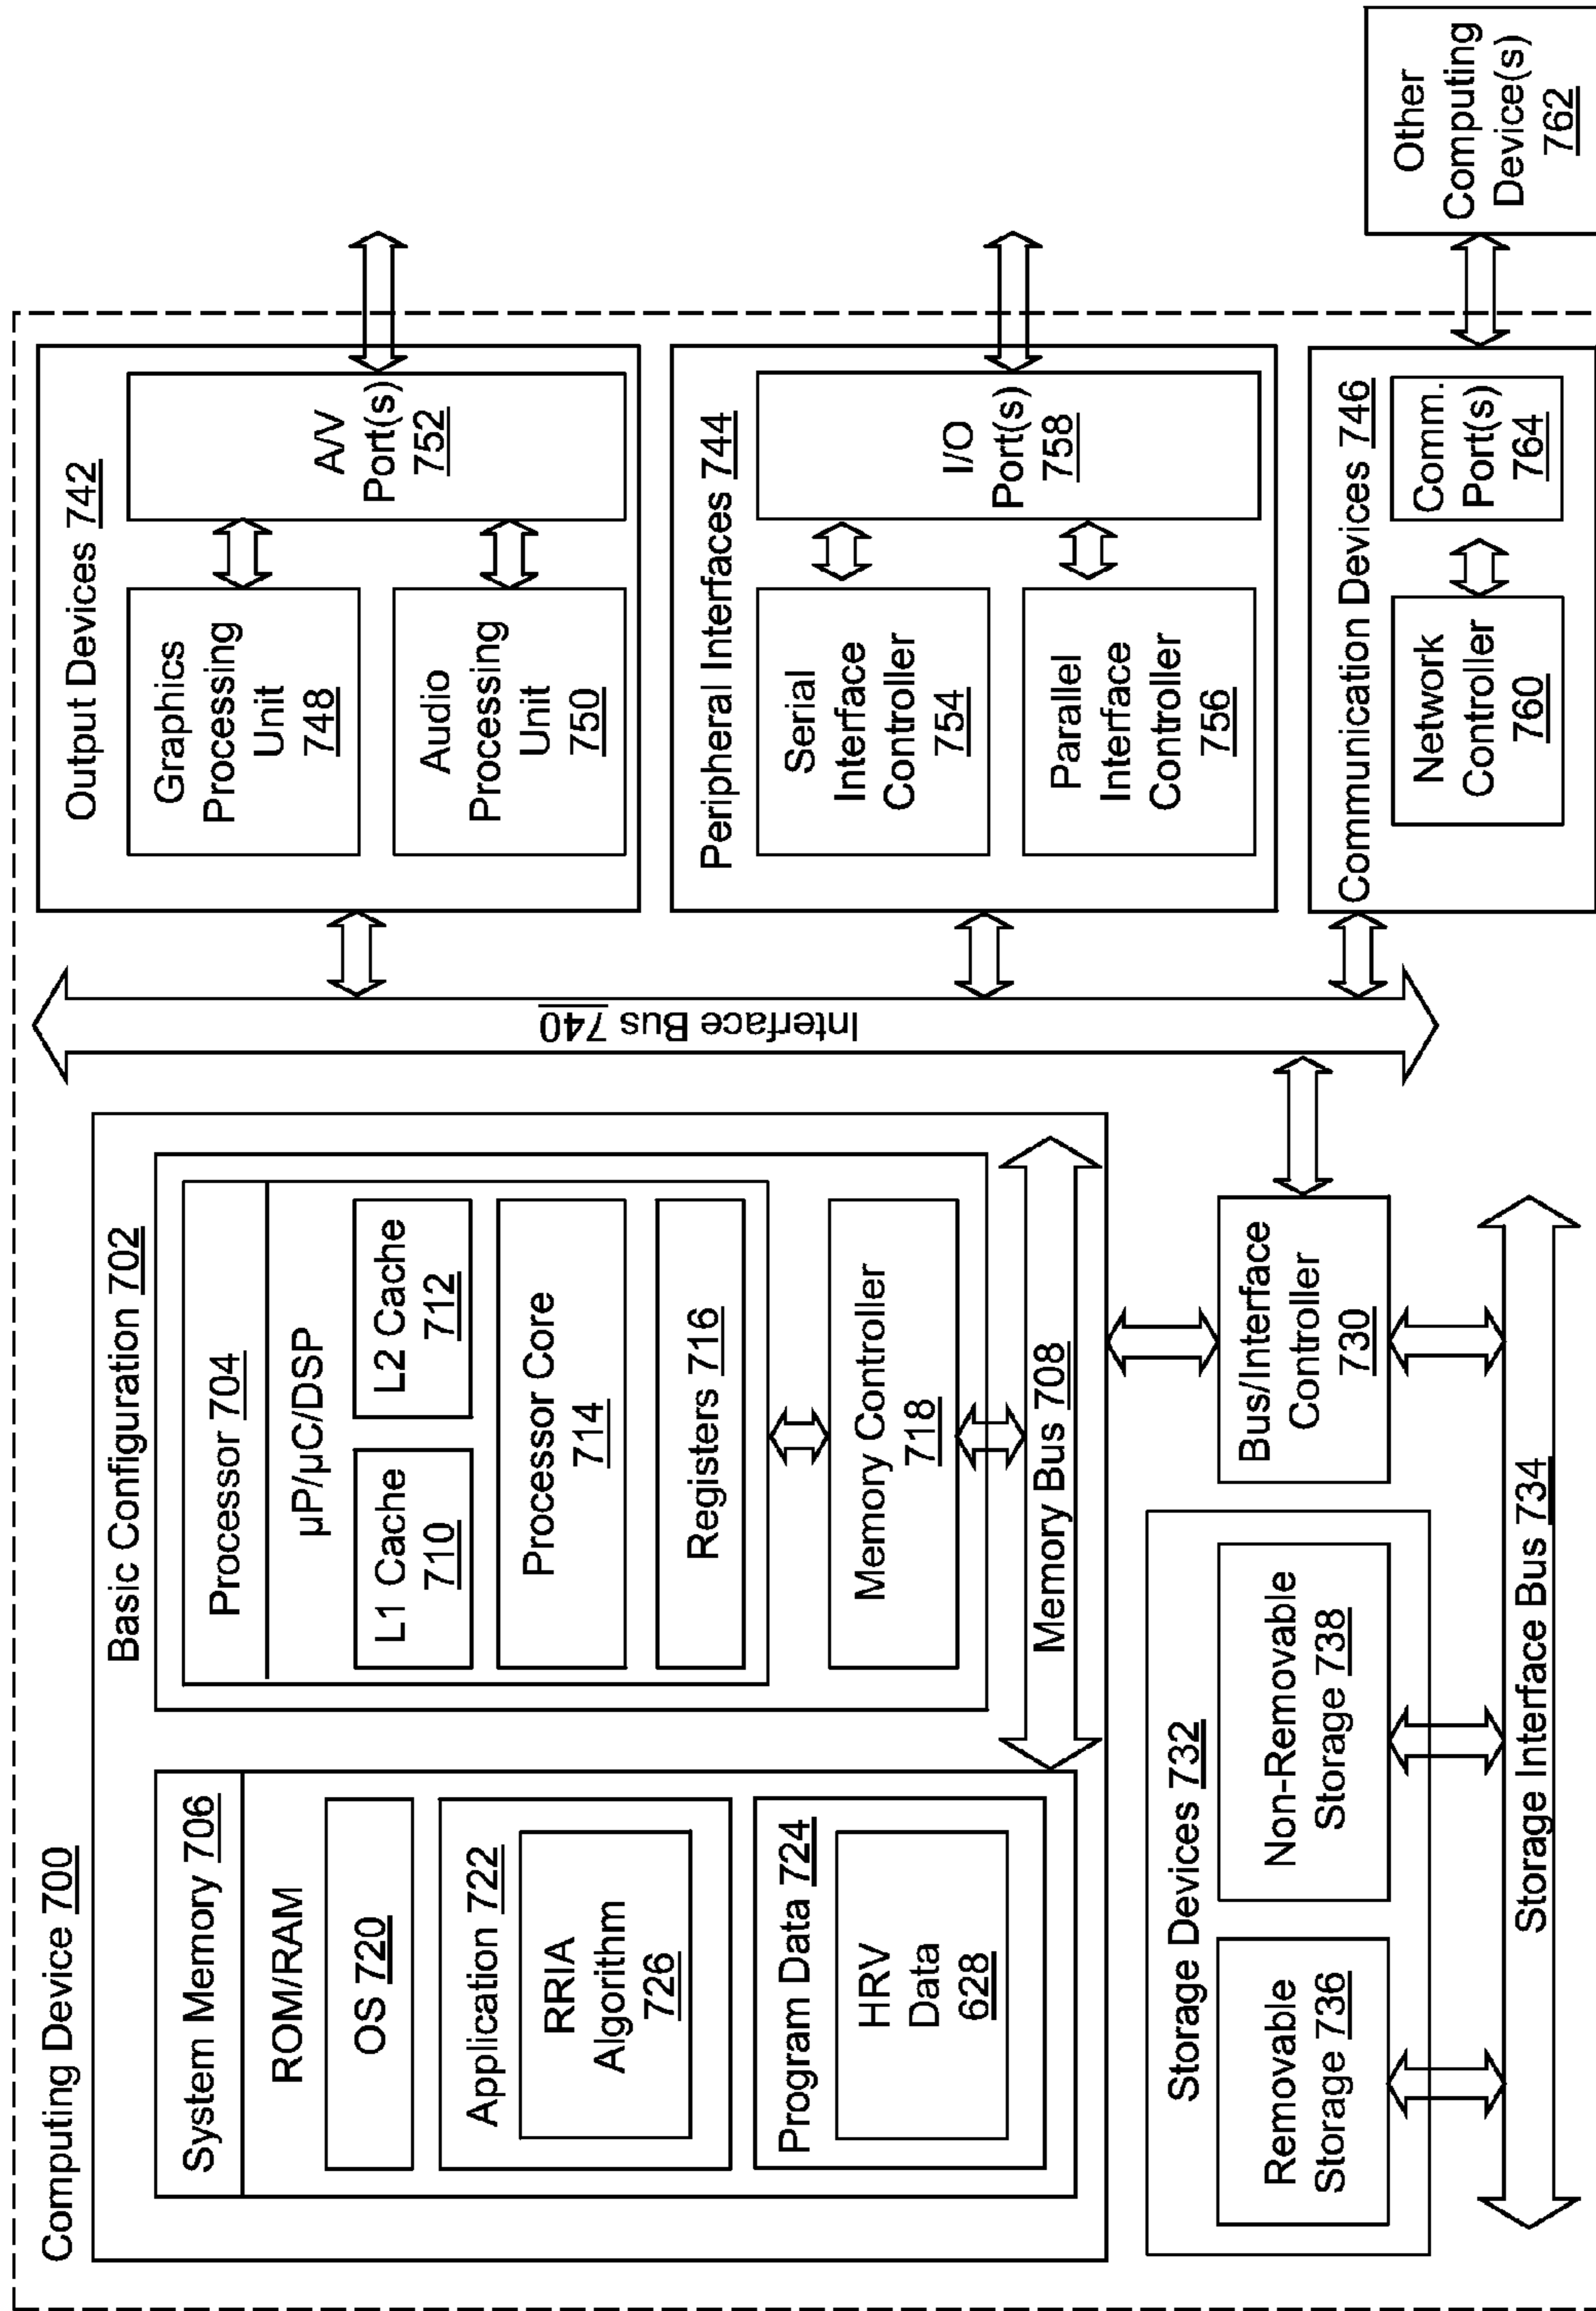 Computing Device 700
Basic Configuration 702
System Memory 706
ROM/RAM
OS 720
Application 722
RRIA
Algorithm
726
Program Data 724
HRV
Data
628
Processor 704
µP/µC/DSP
L1 Cache
710
L2 Cache
712
Processor Core
714
Registers 716
Memory Controller
718
Memory Bus 708
Storage Devices 732
Removable
Storage 736
Non-Removable
Storage 738
Bus/Interface
Controller
730
Storage Interface Bus 734
Interface Bus 740
Output Devices 742
Graphics
Processing
Unit
748
Audio
Processing
Unit
750
A/V
Port(s)
752
Peripheral Interfaces 744
Serial
Interface
Controller
754
Parallel
Interface
Controller
756
I/O
Port(s)
758
Communication Devices 746
Network
Controller
760
Comm.
Port(s)
764
Other
Computing
Device(s)
762